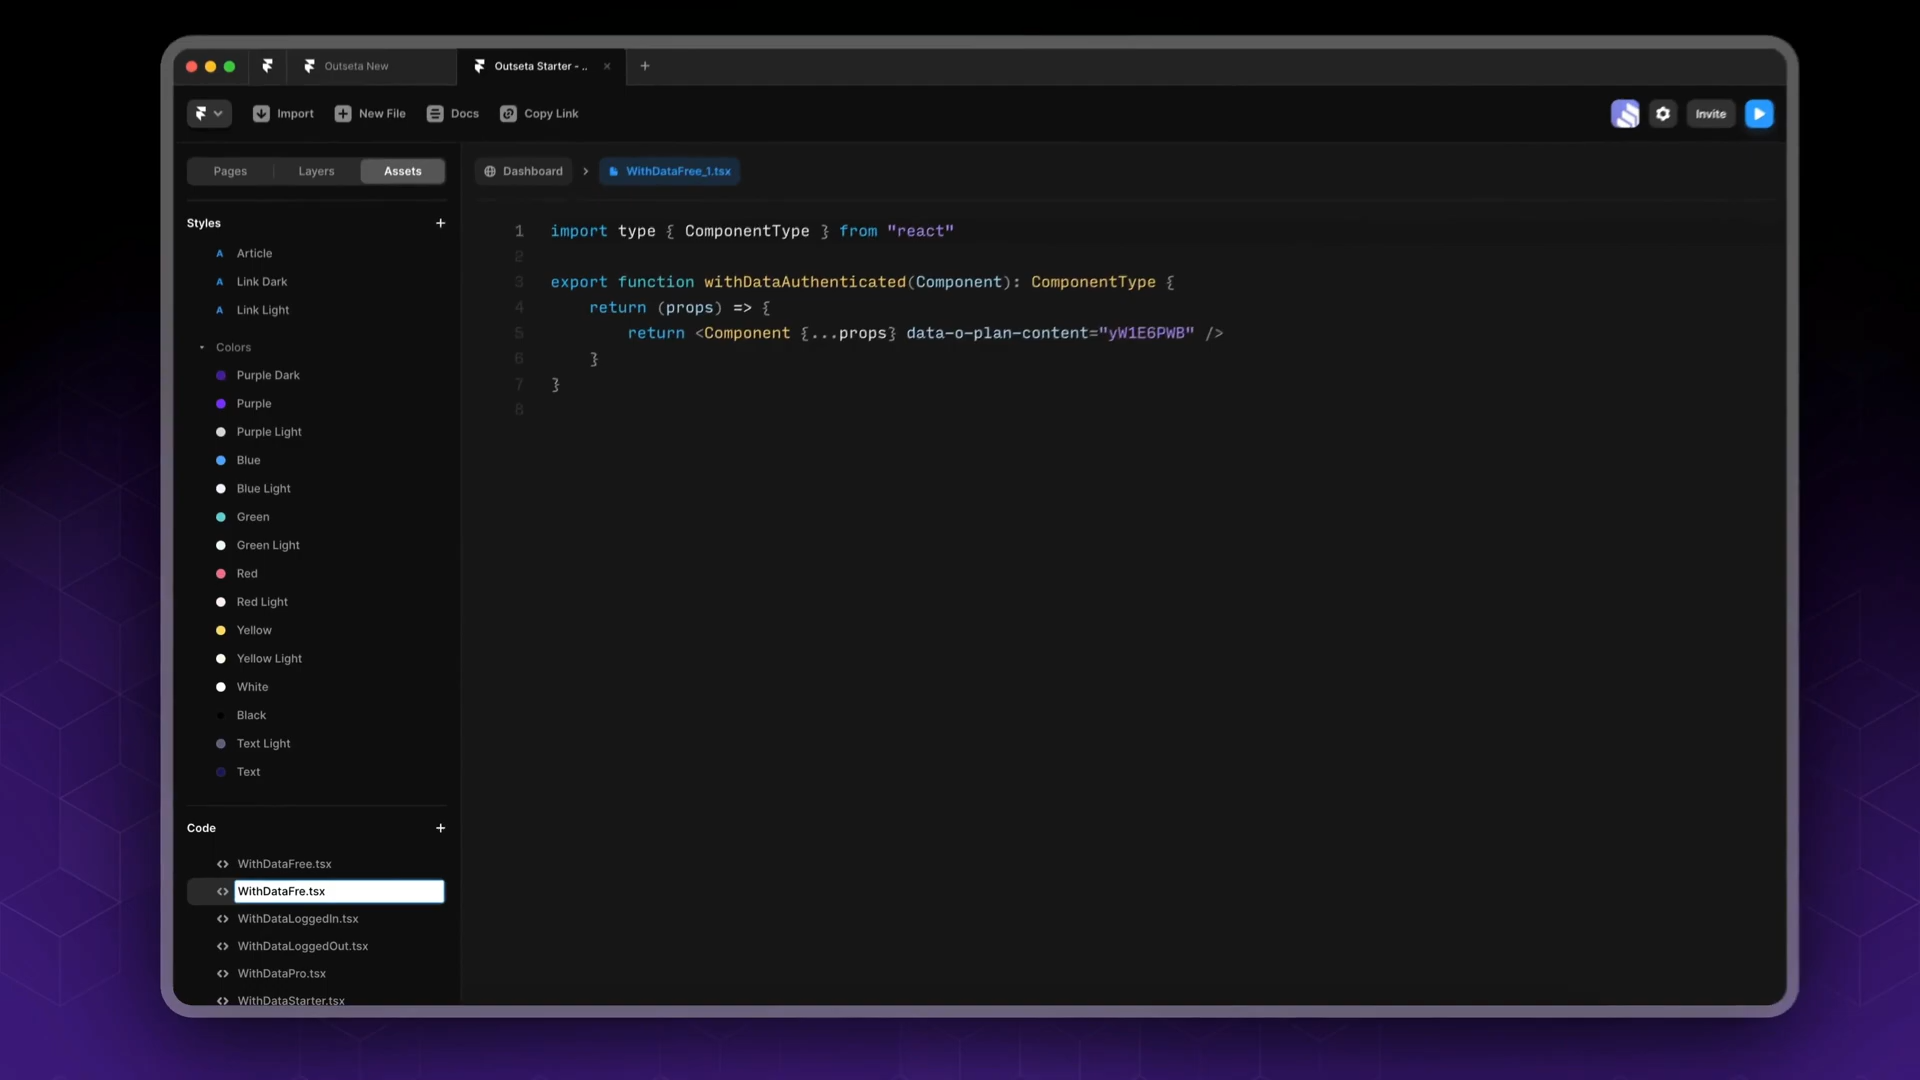 Outseta New
Outseta Starter - ..
Import
New File
Docs
Copy Link
Invite
Pages
Layers
Assets
Dashboard
WithDataFree_1.tsx
Styles
Article
Link Dark
Link Light
Colors
Purple Dark
Purple
Purple Light
Blue
Blue Light
Green
Green Light
Red
Red Light
Yellow
Yellow Light
White
Black
Text Light
Text
Code
WithDataFree.tsx
WithDataFre.tsx
WithDataLoggedIn.tsx
WithDataLoggedOut.tsx
WithDataPro.tsx
WithDataStarter.tsx
1 import type { ComponentType } from "react"
2
3 export function withDataAuthenticated(Component): ComponentType {
4 return (props) => {
5 return <Component {...props} data-o-plan-content="yW1E6PWB" />
6 }
7 }
8